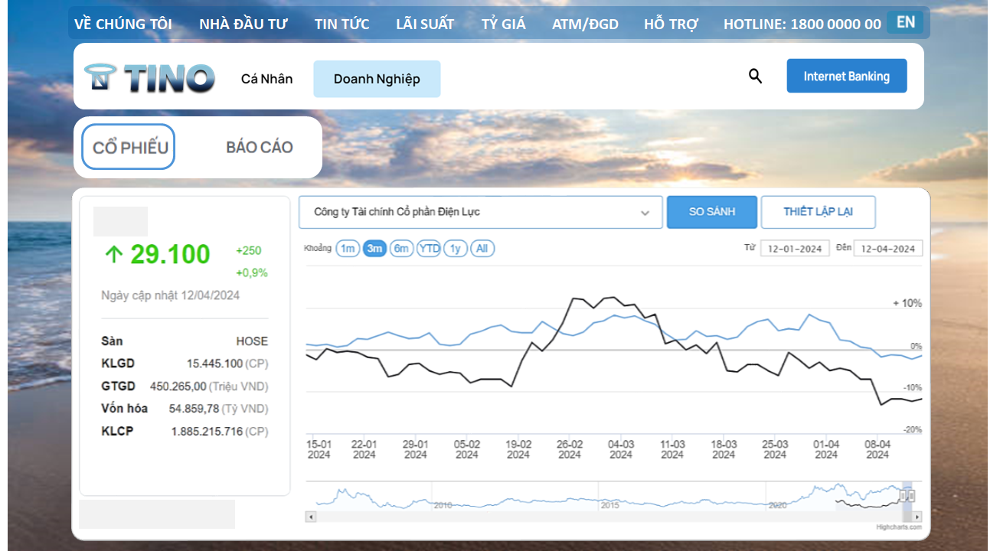 VỀ CHÚNG TÔI NHÀ ĐẦU TƯ TIN TỨC LÃI SUẤT TỶ GIÁ ATM/ĐGD HỖ TRỢ HOTLINE: 1800 0000 00 EN
TINO Cá Nhân Doanh Nghiệp Internet Banking
CỔ PHIẾU BÁO CÁO
Công ty Tài chính Cổ phần Điện Lực SO SÁNH THIẾT LẬP LẠI
Khoảng 1m 3m 6m YTD 1y All Từ 12-01-2024 Đến 12-04-2024
29.100 +250
+0,9%
Ngày cập nhật 12/04/2024
Sàn HOSE
KLGD 15.445.100 (CP)
GTGD 450.265,00 (Triệu VND)
Vốn hóa 54.859,78 (Tỷ VND)
KLCP 1.885.215.716 (CP)
+ 10%
0%
-10%
-20%
15-01 22-01 29-01 05-02 19-02 26-02 04-03 11-03 18-03 25-03 01-04 08-04
2024 2024 2024 2024 2024 2024 2024 2024 2024 2024 2024 2024
2010 2015 2020
Highcharts.com